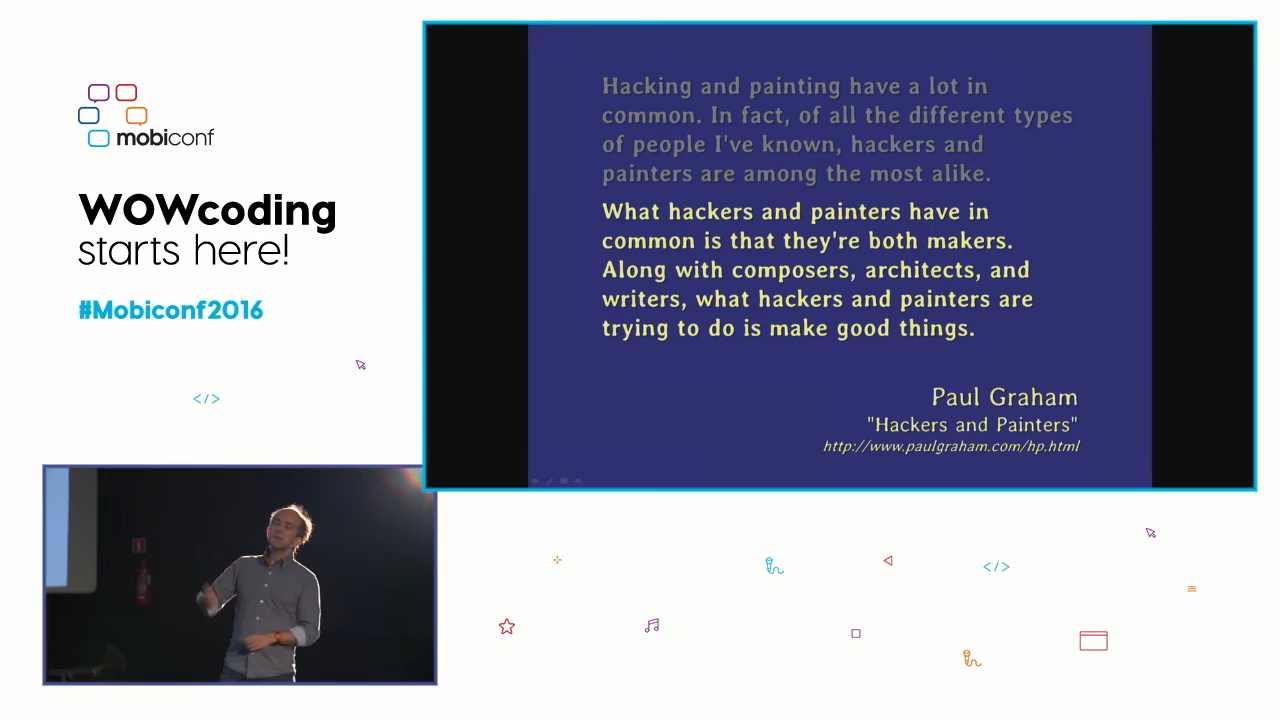 mobiconf
WOWcoding
starts here!
#Mobiconf2016
</>
Hacking and painting have a lot in
common. In fact, of all the different types
of people I've known, hackers and
painters are among the most alike.
What hackers and painters have in
common is that they're both makers.
Along with composers, architects, and
writers, what hackers and painters are
trying to do is make good things.
Paul Graham
"Hackers and Painters"
http://www.paulgraham.com/hp.html
</>